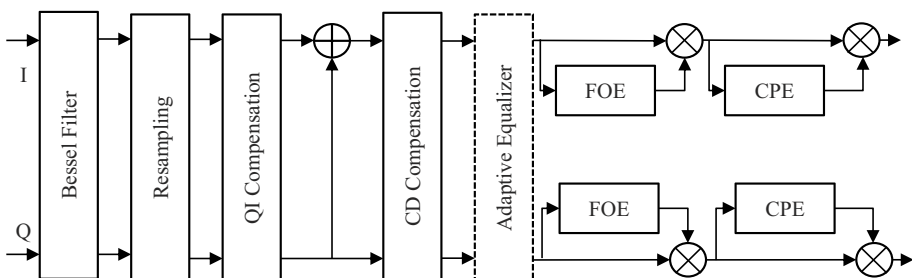 I
Q
Bessel Filter
Resampling
QI Compensation
CD Compensation
Adaptive Equalizer
FOE
CPE
FOE
CPE